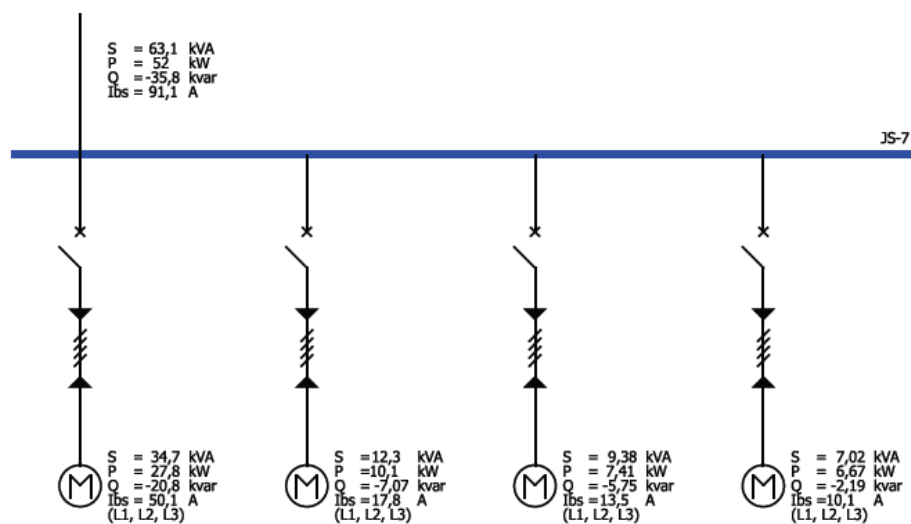 S = 63,1 kVA
P = 52 kW
Q =-35,8 kvar
Ibs = 91,1 A
JS-7
S = 34,7 kVA
P = 27,8 kW
Q =-20,8 kvar
Ibs = 50,1 A
(L1, L2, L3)
S =12,3 kVA
P =10,1 kW
Q =-7,07 kvar
Ibs =17,8 A
(L1, L2, L3)
S = 9,38 kVA
P = 7,41 kW
Q =-5,75 kvar
Ibs =13,5 A
(L1, L2, L3)
S = 7,02 kVA
P = 6,67 kW
Q =-2,19 kvar
Ibs =10,1 A
(L1, L2, L3)
M
M
M
M